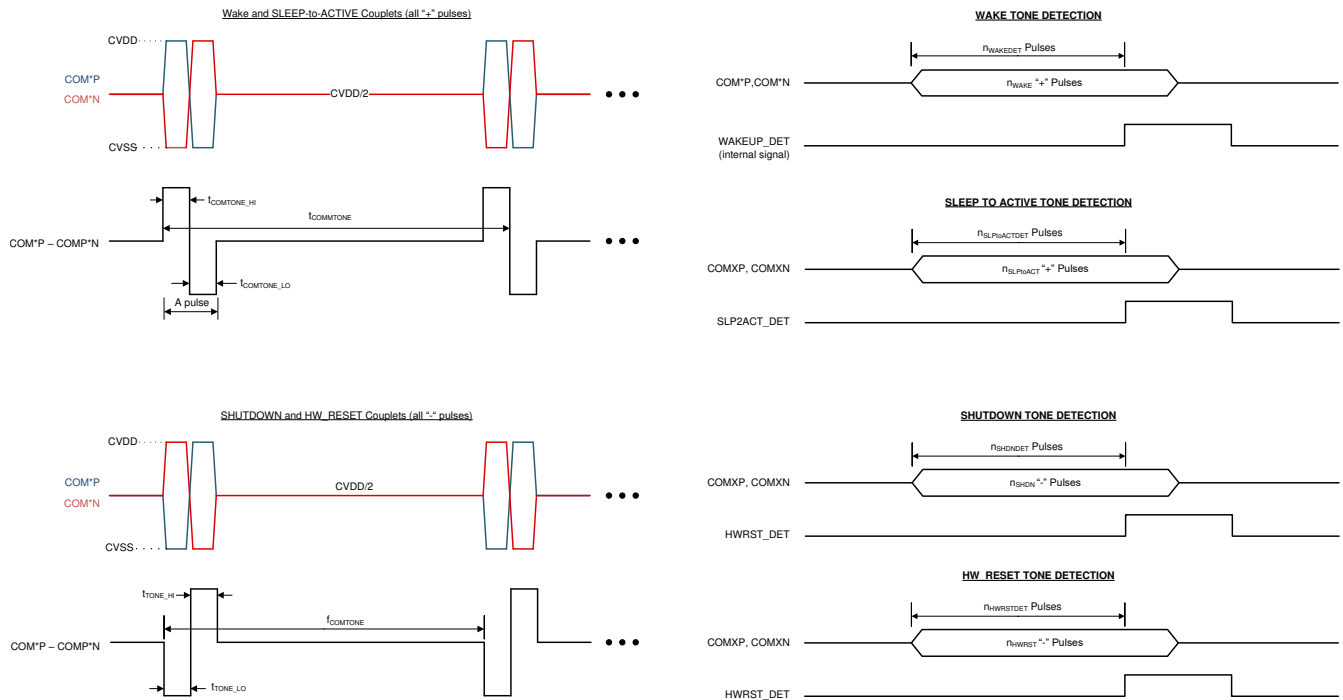 Wake and SLEEP-to-ACTIVE Couplets (all “+” pulses)
CVDD
COM*P
COM*N
CVDD/2
CVSS
tCOMTONE_HI
tCOMMTONE
COM*P – COMP*N
tCOMTONE_LO
A pulse
WAKE TONE DETECTION
nWAKEDET Pulses
COM*P,COM*N
nWAKE “+” Pulses
WAKEUP_DET
(internal signal)
SLEEP TO ACTIVE TONE DETECTION
nSLPtoACTDET Pulses
COMXP, COMXN
nSLPtoACT “+” Pulses
SLP2ACT_DET
SHUTDOWN and HW_RESET Couplets (all “-“ pulses)
CVDD
COM*P
COM*N
CVDD/2
CVSS
tTONE_HI
fCOMTONE
COM*P – COMP*N
tTONE_LO
SHUTDOWN TONE DETECTION
nSHDNDET Pulses
COMXP, COMXN
nSHDN “-” Pulses
HWRST_DET
HW_RESET TONE DETECTION
nHWRSTDET Pulses
COMXP, COMXN
nHWRST “-” Pulses
HWRST_DET